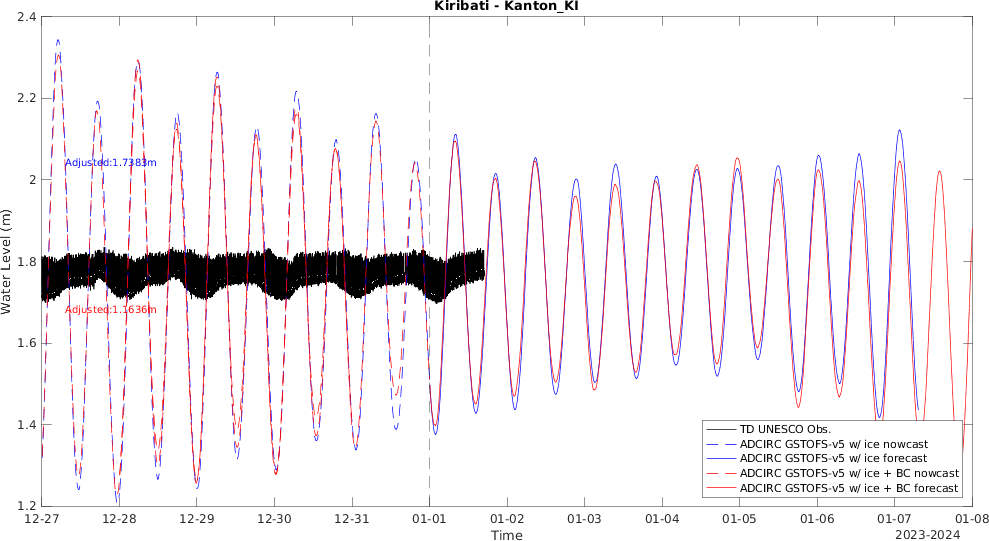 Kiribati - Kanton_KI
Water Level (m)
2.4
2.2
2
1.8
1.6
1.4
1.2
Adjusted:1.7383m
Adjusted:1.1636m
TD UNESCO Obs.
ADCIRC GSTOFS-v5 w/ ice nowcast
ADCIRC GSTOFS-v5 w/ ice forecast
ADCIRC GSTOFS-v5 w/ ice + BC nowcast
ADCIRC GSTOFS-v5 w/ ice + BC forecast
12-27 12-28 12-29 12-30 12-31 01-01 01-02 01-03 01-04 01-05 01-06 01-07 01-08
Time
2023-2024